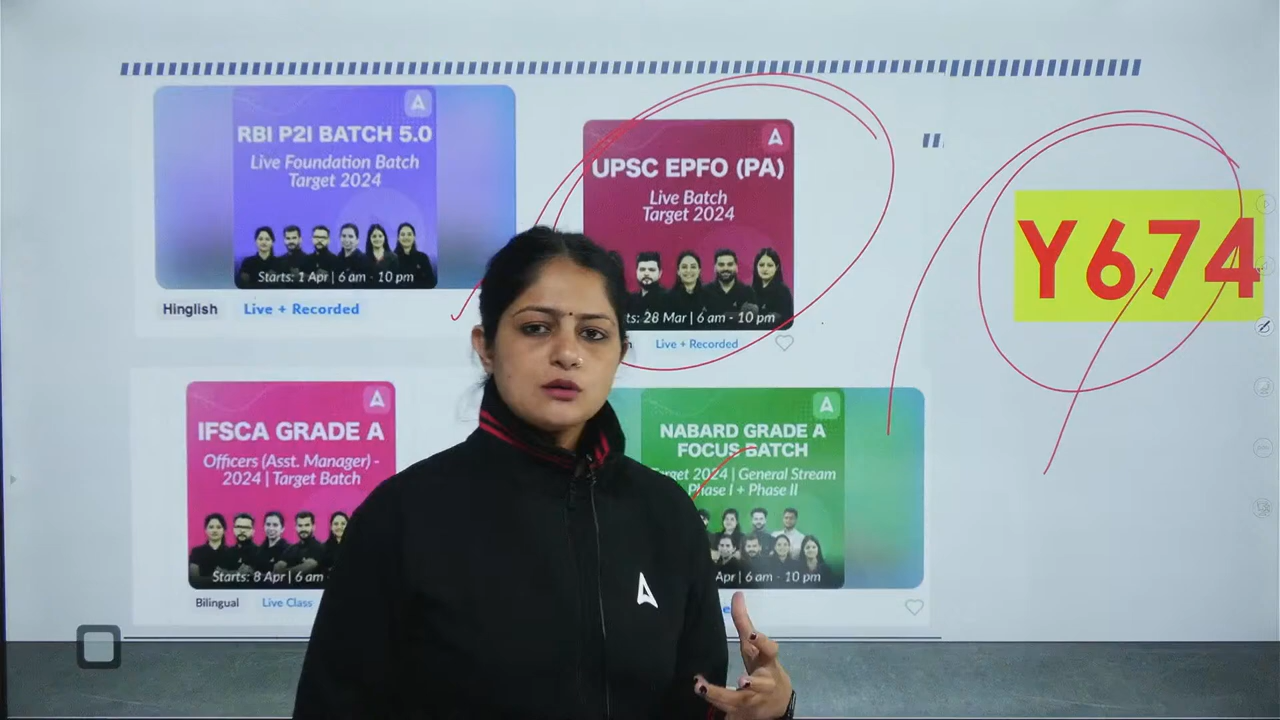 RBI P2I BATCH 5.0
Live Foundation Batch
Target 2024
Starts: 1 Apr | 6 am - 10 pm
Hinglish
Live + Recorded
UPSC EPFO (PA)
Live Batch
Target 2024
ts: 28 Mar | 6 am - 10 pm
Live + Recorded
Y674
IFSCA GRADE A
Officers (Asst. Manager) -
2024 | Target Batch
Starts: 8 Apr | 6 am
Bilingual
Live Class
NABARD GRADE A
FOCUS BATCH
Target 2024 | General Stream
Phase I + Phase II
Apr | 6 am - 10 pm